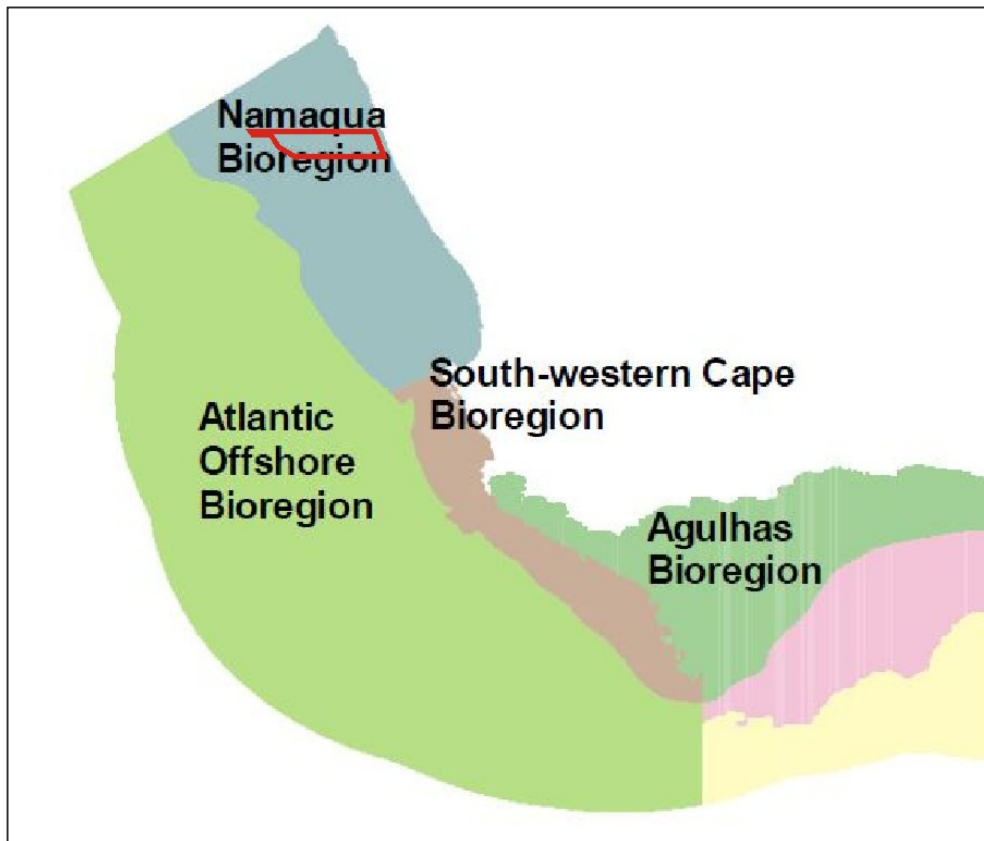 Namaqua
Bioregion
South-western Cape
Bioregion
Atlantic
Offshore
Bioregion
Agulhas
Bioregion